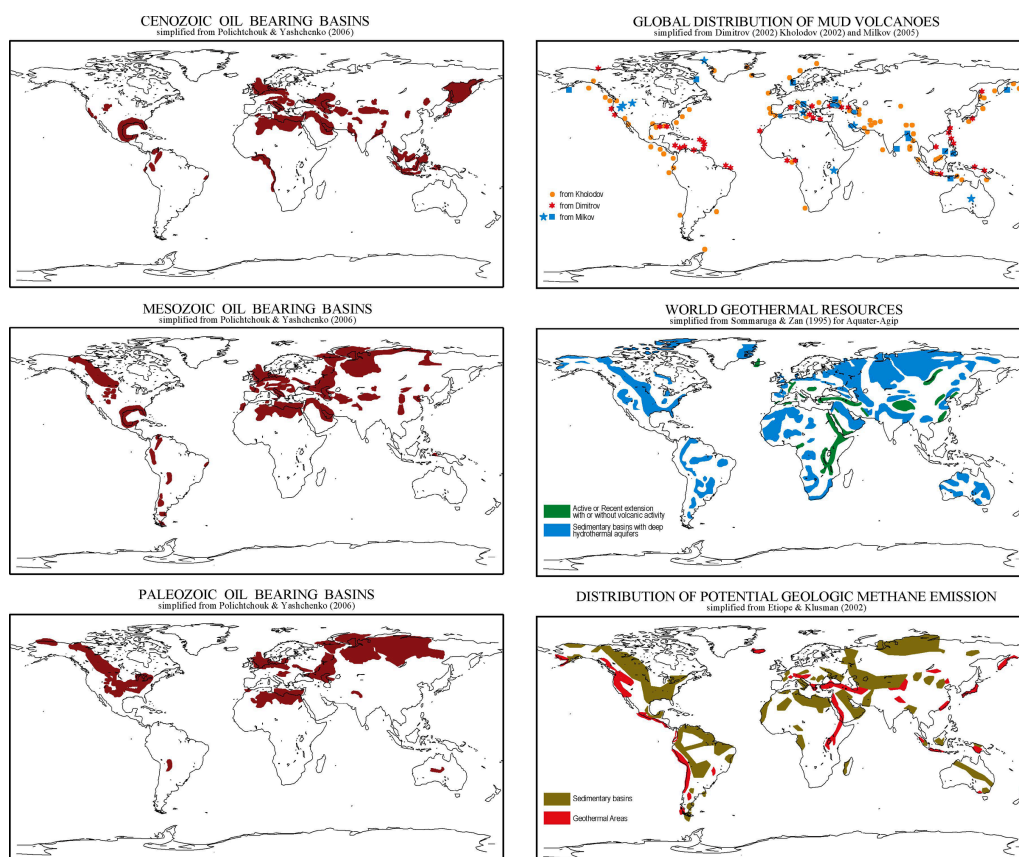 CENOZOIC OIL BEARING BASINS
simplified from Polichtchouk & Yashchenko (2006)
GLOBAL DISTRIBUTION OF MUD VOLCANOES
simplified from Dimitrov (2002) Kholodov (2002) and Milkov (2005)
from Kholodov
from Dimitrov
from Milkov
MESOZOIC OIL BEARING BASINS
simplified from Polichtchouk & Yashchenko (2006)
WORLD GEOTHERMAL RESOURCES
simplified from Sommaruga & Zan (1995) for Aquater-Agip
Active or Recent extension
with or without volcanic activity
Sedimentary basins with deep
hydrothermal aquifers
PALEOZOIC OIL BEARING BASINS
simplified from Polichtchouk & Yashchenko (2006)
DISTRIBUTION OF POTENTIAL GEOLOGIC METHANE EMISSION
simplified from Etiope & Klusman (2002)
Sedimentary basins
Geothermal Areas